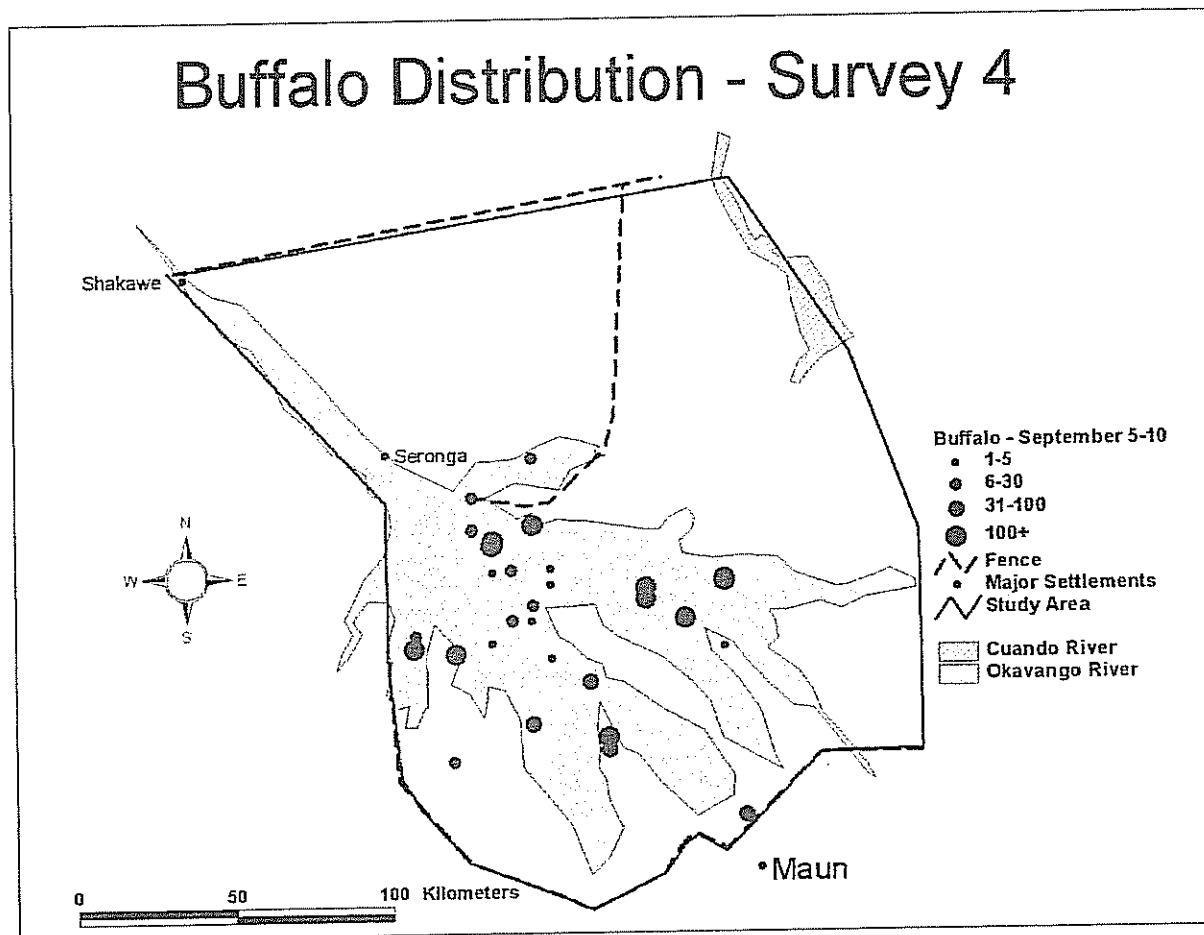 Buffalo Distribution - Survey 4
Shakawe
Seronga
Buffalo - September 5-10
1-5
6-30
31-100
100+
Fence
Major Settlements
Study Area
Cuando River
Okavango River
N
W
E
S
Maun
0
50
100 Kilometers